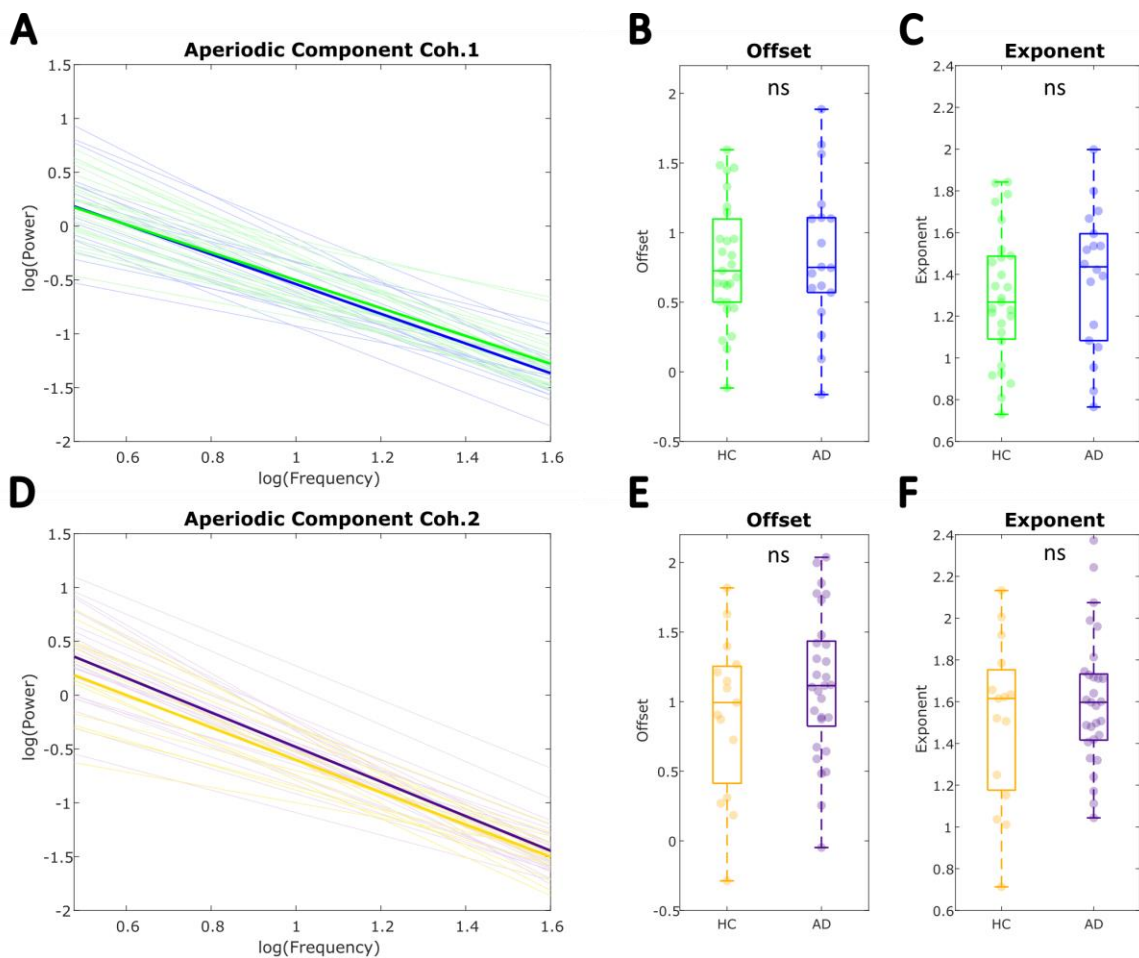 A
Aperiodic Component Coh.1
1.5
1
0.5
0
-0.5
-1
-1.5
-2
log(Power)
0.6
0.8
1
1.2
1.4
1.6
log(Frequency)
B
Offset
ns
2
1.5
1
0.5
0
-0.5
Offset
HC
AD
C
Exponent
ns
2.4
2.2
2
1.8
1.6
1.4
1.2
1
0.8
0.6
Exponent
HC
AD
D
Aperiodic Component Coh.2
1.5
1
0.5
0
-0.5
-1
-1.5
-2
log(Power)
0.6
0.8
1
1.2
1.4
1.6
log(Frequency)
E
Offset
ns
2
1.5
1
0.5
0
-0.5
Offset
HC
AD
F
Exponent
ns
2.4
2.2
2
1.8
1.6
1.4
1.2
1
0.8
0.6
Exponent
HC
AD